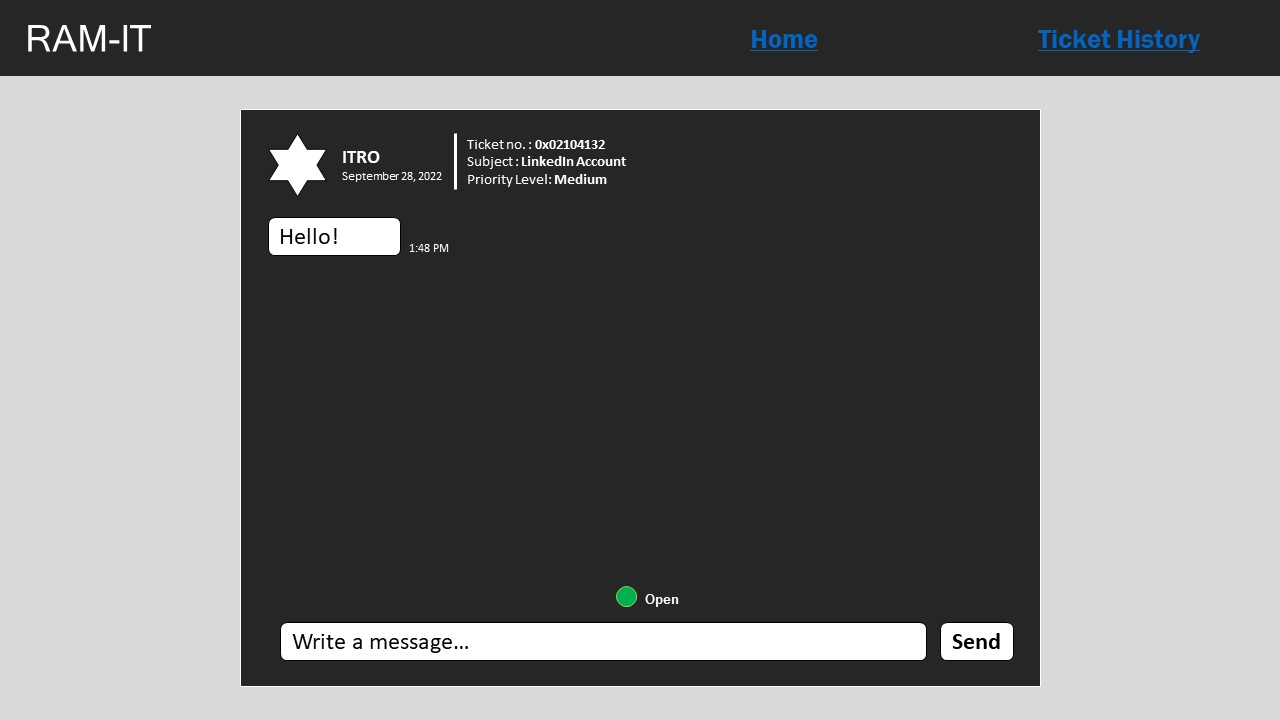 RAM-IT
Home
Ticket History
ITRO
September 28, 2022
Ticket no. : 0x02104132
Subject : LinkedIn Account
Priority Level: Medium
Hello!
1:48 PM
Open
Write a message...
Send